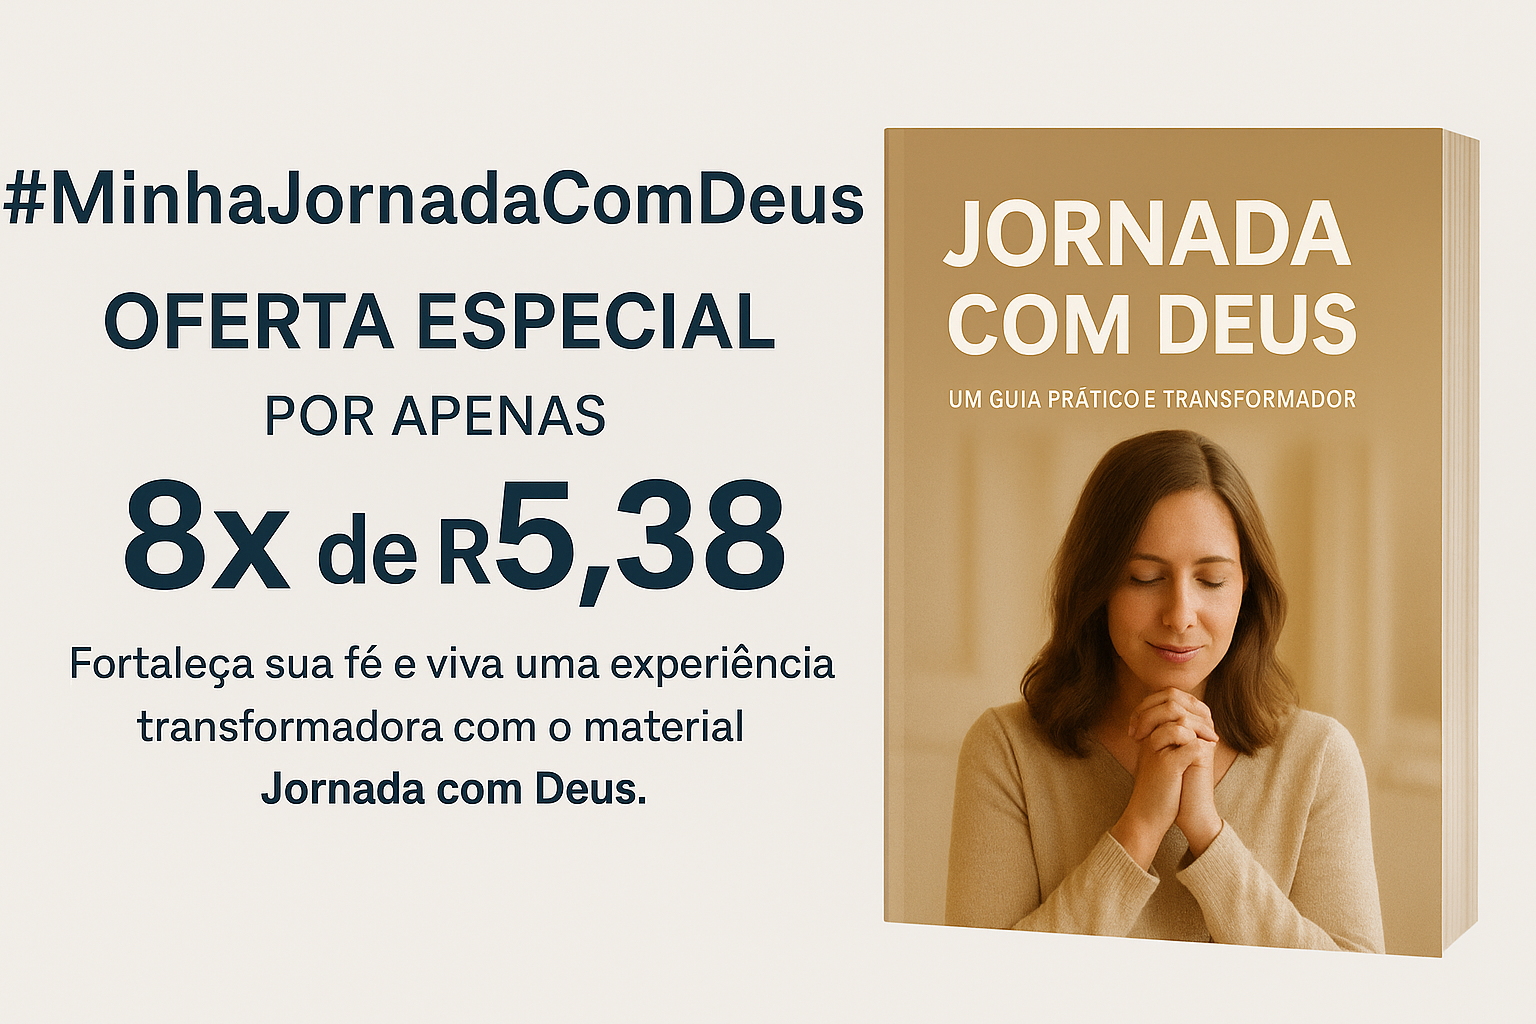 #MinhaJornadaComDeus
OFERTA ESPECIAL
POR APENAS
8x de R5,38
Fortaleça sua fé e viva uma experiência
transformadora com o material
Jornada com Deus.
JORNADA
COM DEUS
UM GUIA PRÁTICO E TRANSFORMADOR